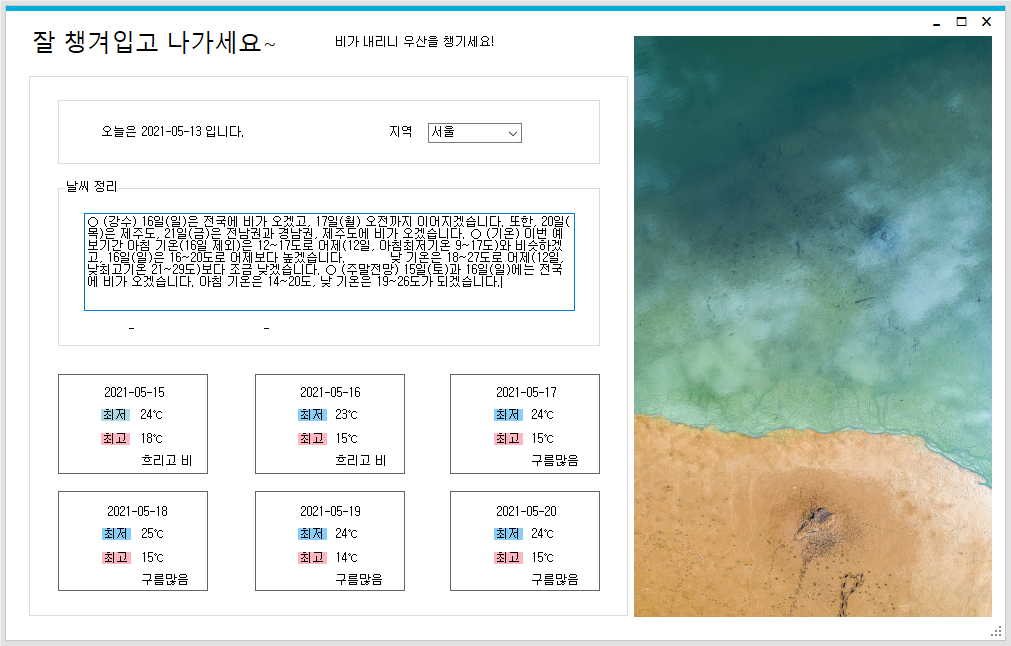 잘 챙겨입고 나가세요~
비가 내리니 우산을 챙기세요!
오늘은 2021-05-13 입니다.
지역 서울
날씨 정리
○ (강수) 16일(일)은 전국에 비가 오겠고, 17일(월) 오전까지 이어지겠습니다. 또한, 20일(
목)은 제주도, 21일(금)은 전남권과 경남권, 제주도에 비가 오겠습니다. ○ (기온) 이번 예
보기간 아침 기온(16일 제외)은 12~17도로 어제(12일, 아침최저기온 9~17도)와 비슷하겠
고, 16일(일)은 16~20도로 어제보다 높겠습니다. 낮 기온은 18~27도로 어제(12일,
낮최고기온 21~29도)보다 조금 낮겠습니다. ○ (주말전망) 15일(토)과 16일(일)에는 전국
에 비가 오겠습니다. 아침 기온은 14~20도, 낮 기온은 19~26도가 되겠습니다.
- -
2021-05-15
최저 24℃
최고 18℃
흐리고 비
2021-05-16
최저 23℃
최고 15℃
흐리고 비
2021-05-17
최저 24℃
최고 15℃
구름많음
2021-05-18
최저 25℃
최고 15℃
구름많음
2021-05-19
최저 24℃
최고 14℃
구름많음
2021-05-20
최저 24℃
최고 15℃
구름많음